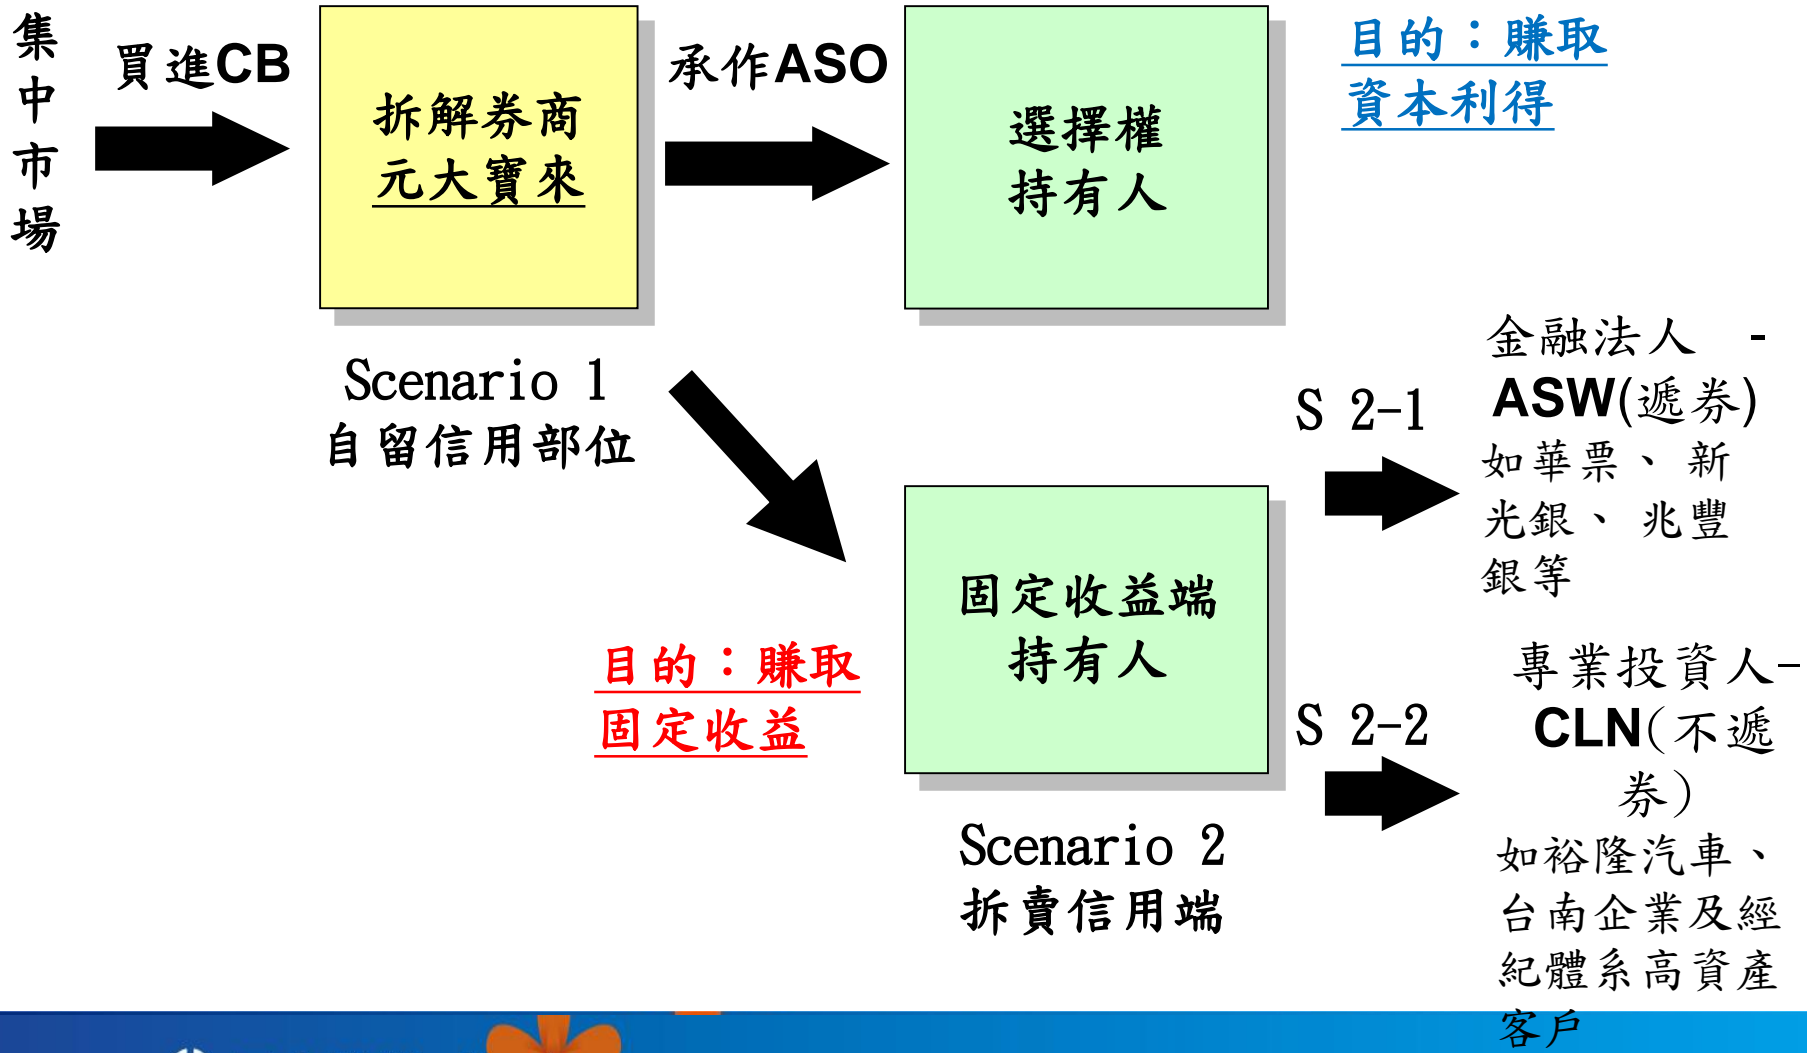 集中市場
買進CB
拆解券商
元大寶來
承作ASO
選擇權
持有人
目的：賺取
資本利得
Scenario 1
自留信用部位
目的：賺取
固定收益
固定收益端
持有人
Scenario 2
拆賣信用端
S 2-1
金融法人 -
ASW(遞券)
如華票、新
光銀、兆豐
銀等
S 2-2
專業投資人-
CLN(不遞
券)
如裕隆汽車、
台南企業及經
紀體系高資產
客戶